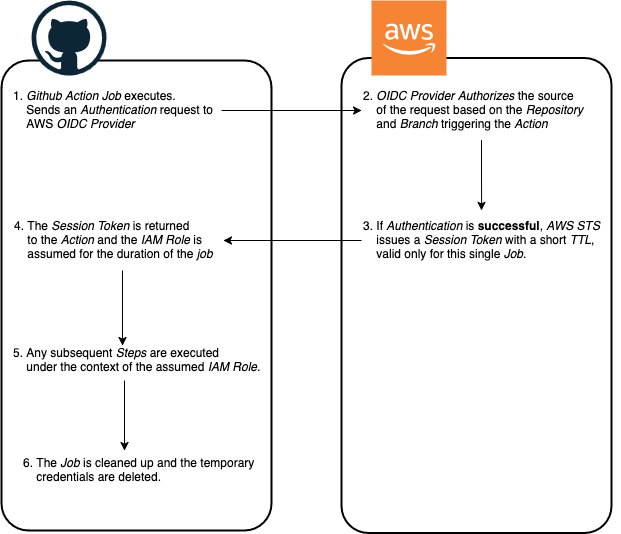 aws
1. Github Action Job executes.
Sends an Authentication request to
AWS OIDC Provider
2. OIDC Provider Authorizes the source
of the request based on the Repository
and Branch triggering the Action
3. If Authentication is successful, AWS STS
issues a Session Token with a short TTL,
valid only for this single Job.
4. The Session Token is returned
to the Action and the IAM Role is
assumed for the duration of the job
5. Any subsequent Steps are executed
under the context of the assumed IAM Role.
6. The Job is cleaned up and the temporary
credentials are deleted.